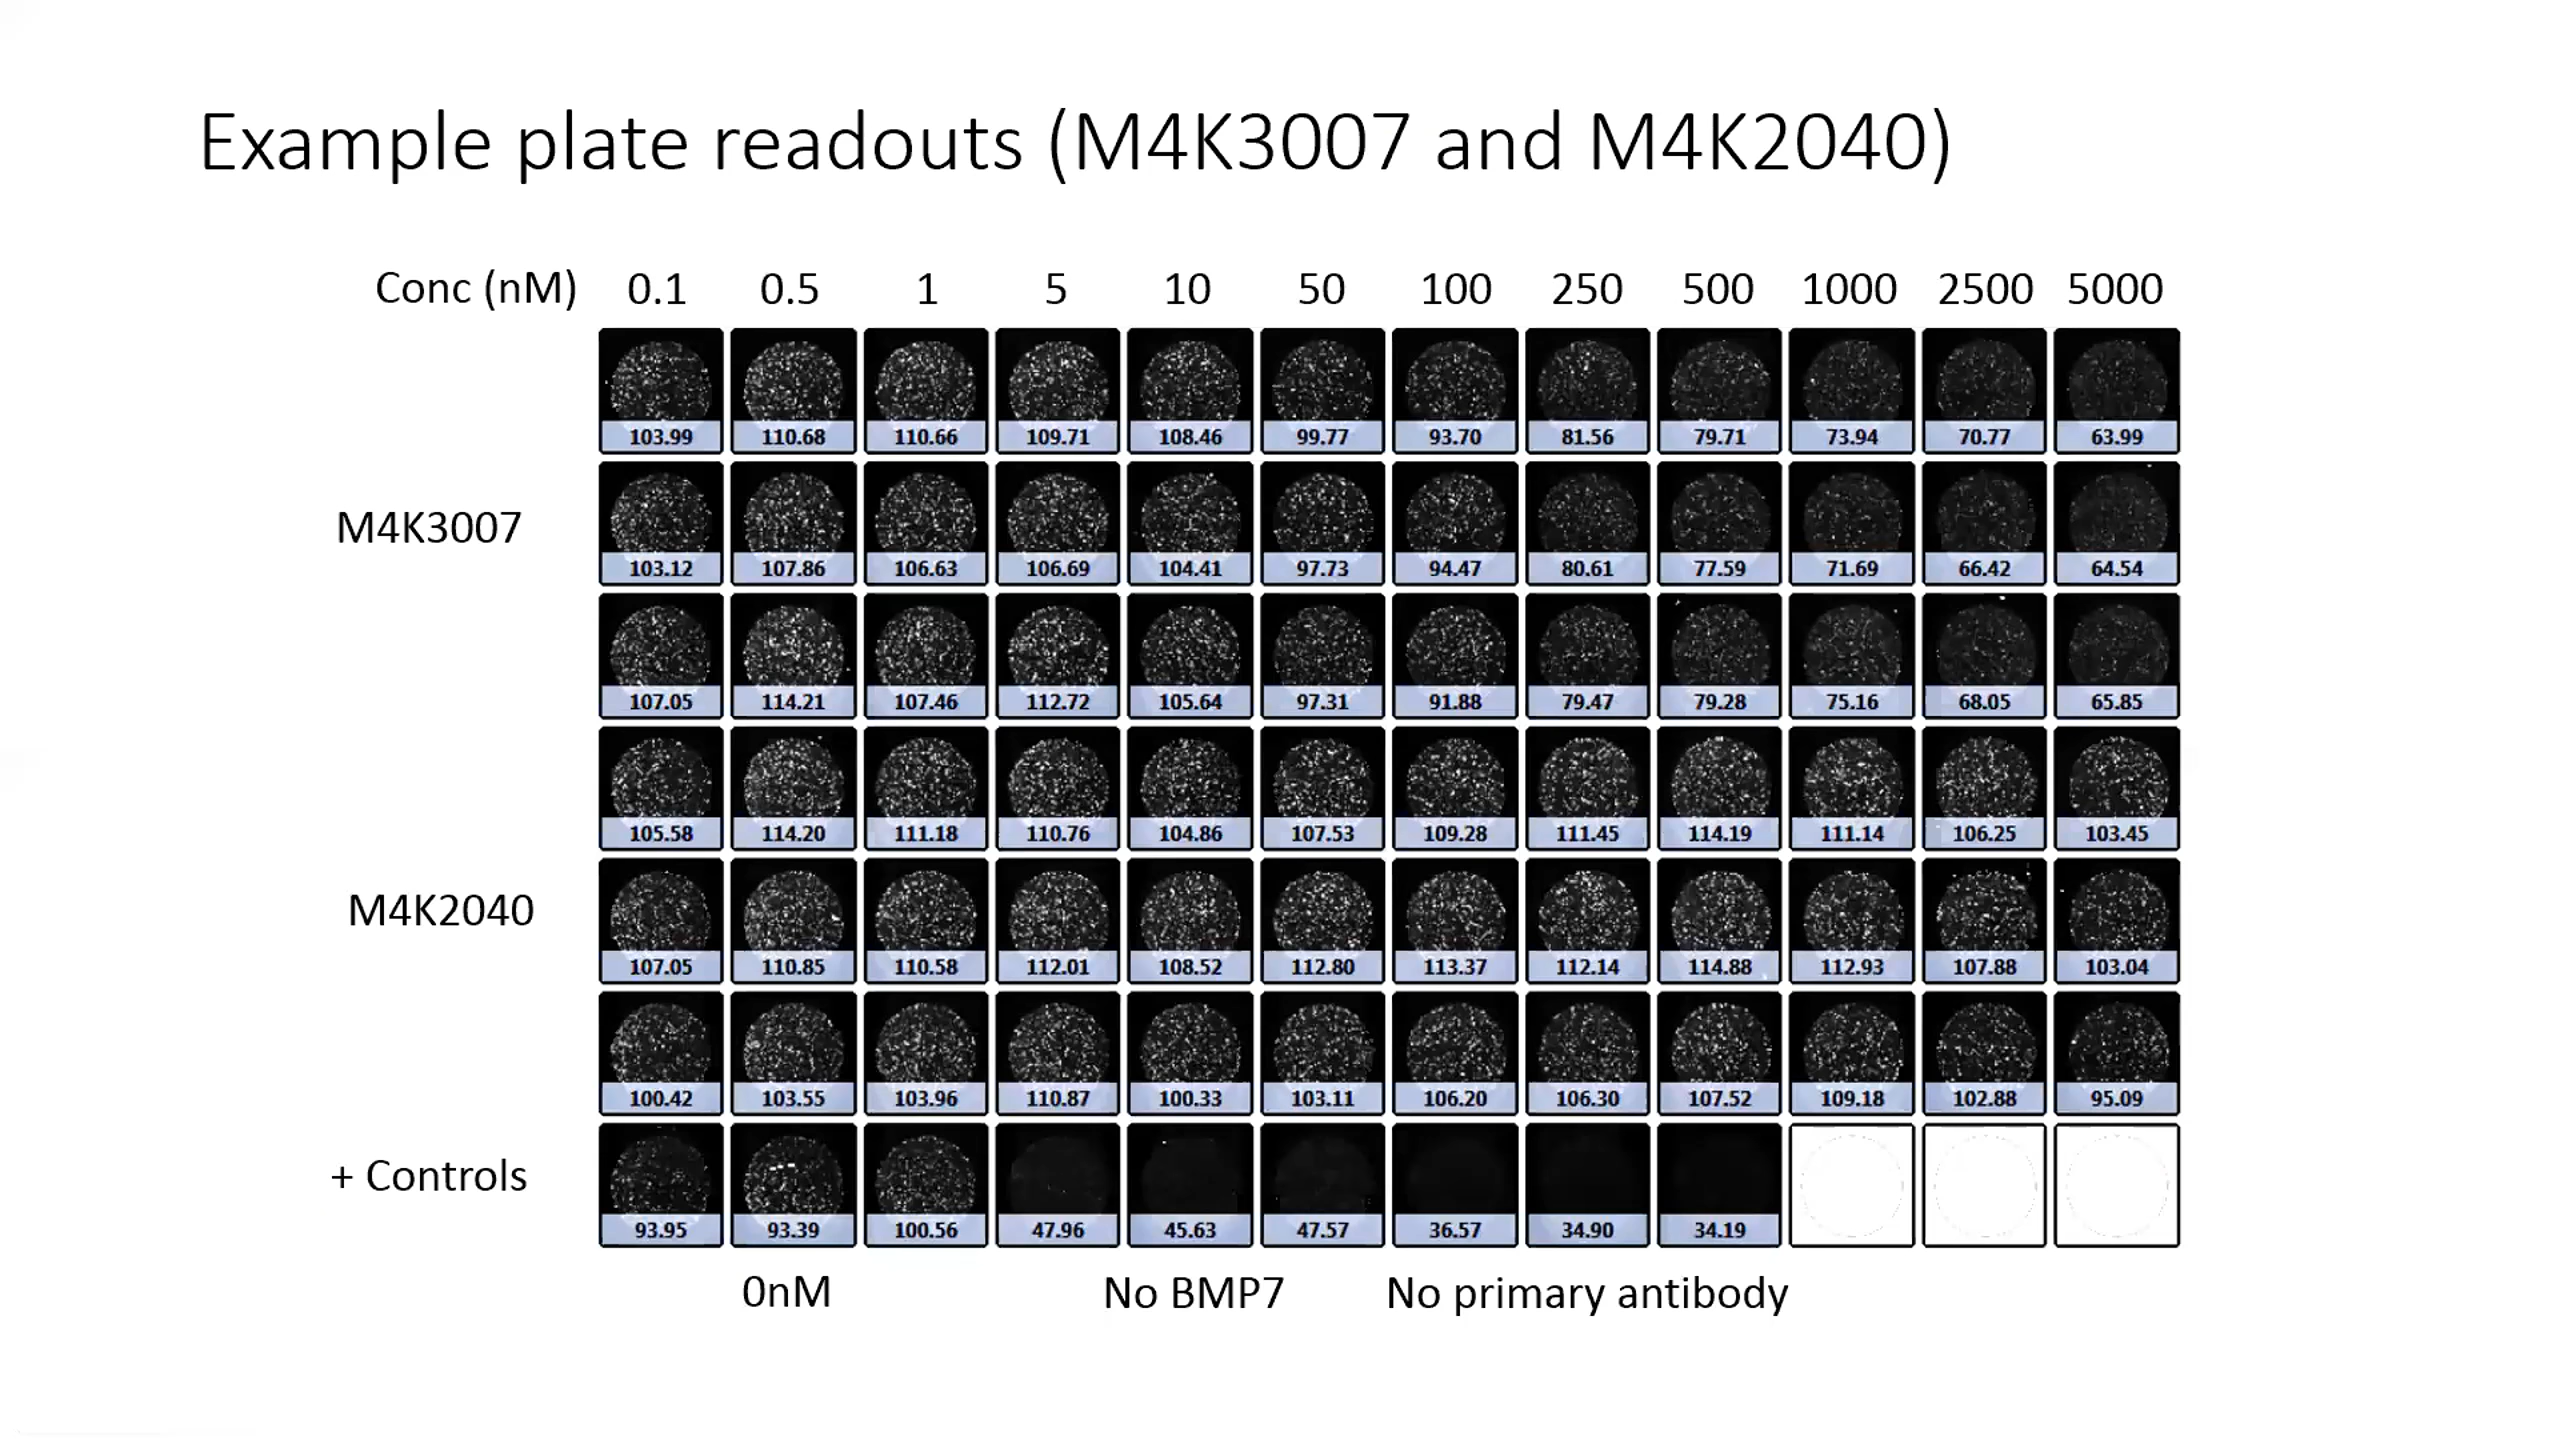 Example plate readouts (M4K3007 and M4K2040)
Conc (nM) 0.1 0.5 1 5 10 50 100 250 500 1000 2500 5000
103.99 110.68 110.66 109.71 108.46 99.77 93.70 81.56 79.71 73.94 70.77 63.99
M4K3007
103.12 107.86 106.63 106.69 104.41 97.73 94.47 80.61 77.59 71.69 66.42 64.54
107.05 114.21 107.46 112.72 105.64 97.31 91.88 79.47 79.28 75.16 68.05 65.85
105.58 114.20 111.18 110.76 104.86 107.53 109.28 111.45 114.19 111.14 106.25 103.45
M4K2040
107.05 110.85 110.58 112.01 108.52 112.80 113.37 112.14 114.88 112.93 107.88 103.04
100.42 103.55 103.96 110.87 100.33 103.11 106.20 106.30 107.52 109.18 102.88 95.09
+ Controls
93.95 93.39 100.56 47.96 45.63 47.57 36.57 34.90 34.19
0nM No BMP7 No primary antibody